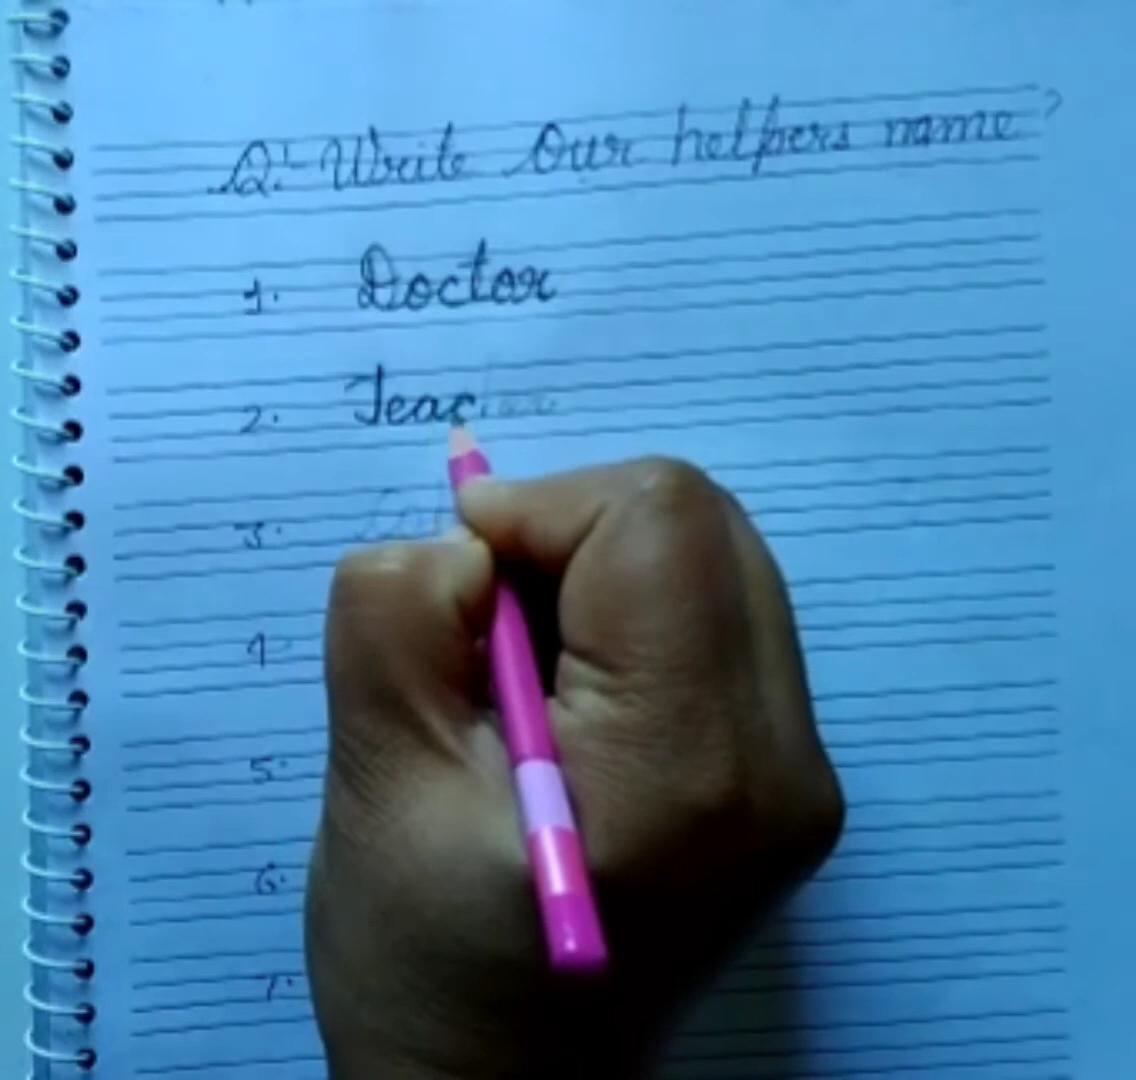 Q:- Write Our helpers name?
1. Doctor
2. Teac
3.
4.
5.
6.
7.